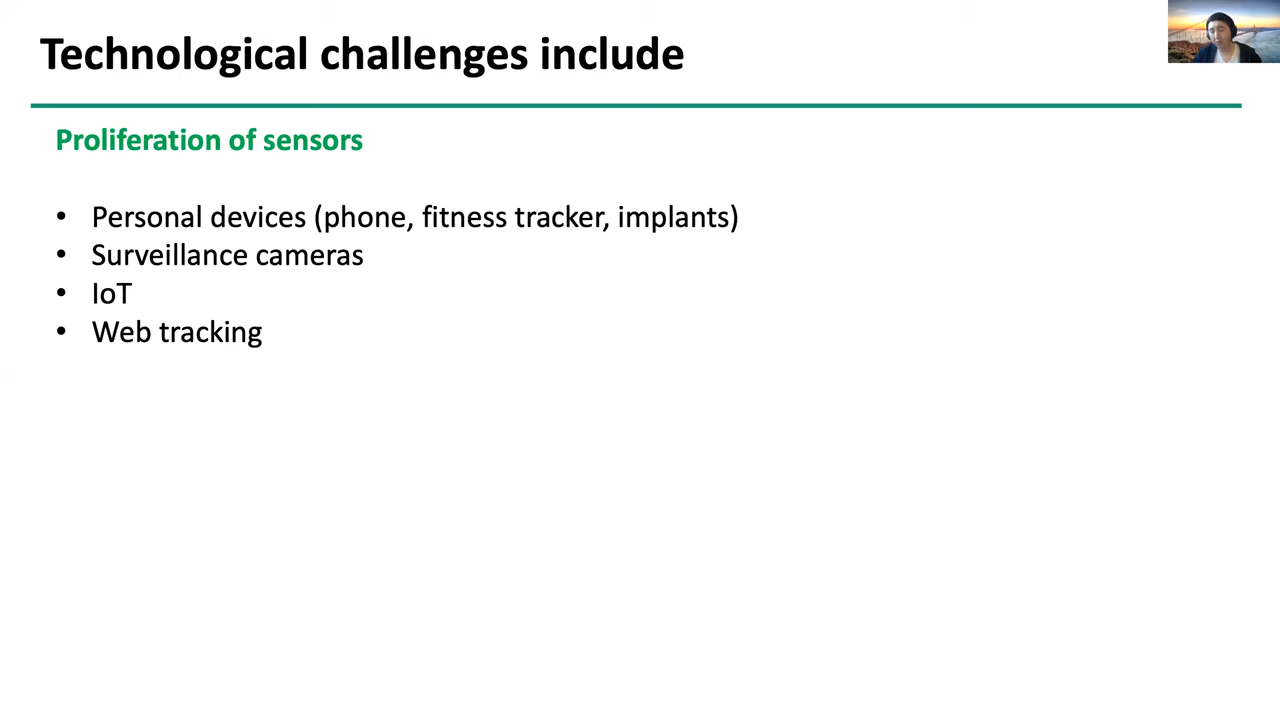 Technological challenges include
Proliferation of sensors
• Personal devices (phone, fitness tracker, implants)
• Surveillance cameras
• IoT
• Web tracking